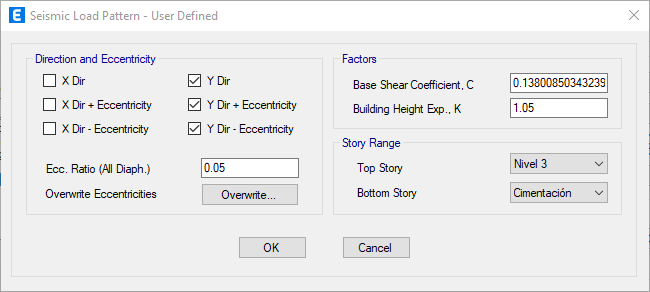 E Seismic Load Pattern - User Defined
Direction and Eccentricity
X Dir
Y Dir
X Dir + Eccentricity
Y Dir + Eccentricity
X Dir - Eccentricity
Y Dir - Eccentricity
Ecc. Ratio (All Diaph.)
0.05
Overwrite Eccentricities
Overwrite...
Factors
Base Shear Coefficient, C
0.13800850343239
Building Height Exp., K
1.05
Story Range
Top Story
Nivel 3
Bottom Story
Cimentación
OK
Cancel